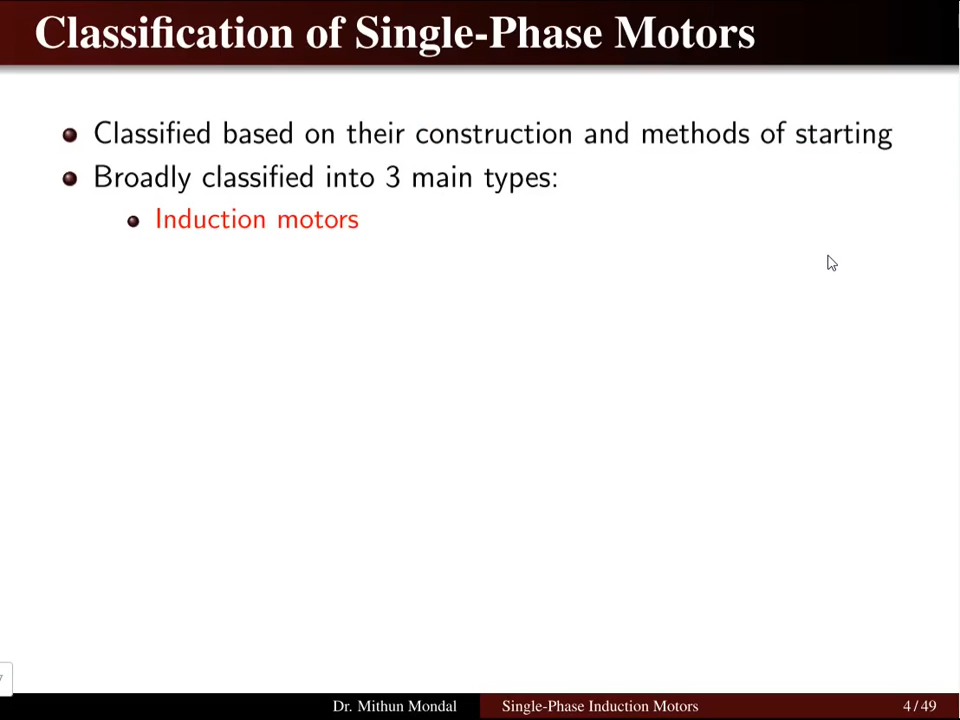 Classification of Single-Phase Motors
Classified based on their construction and methods of starting
Broadly classified into 3 main types:
Induction motors
Dr. Mithun Mondal
Single-Phase Induction Motors
4 / 49